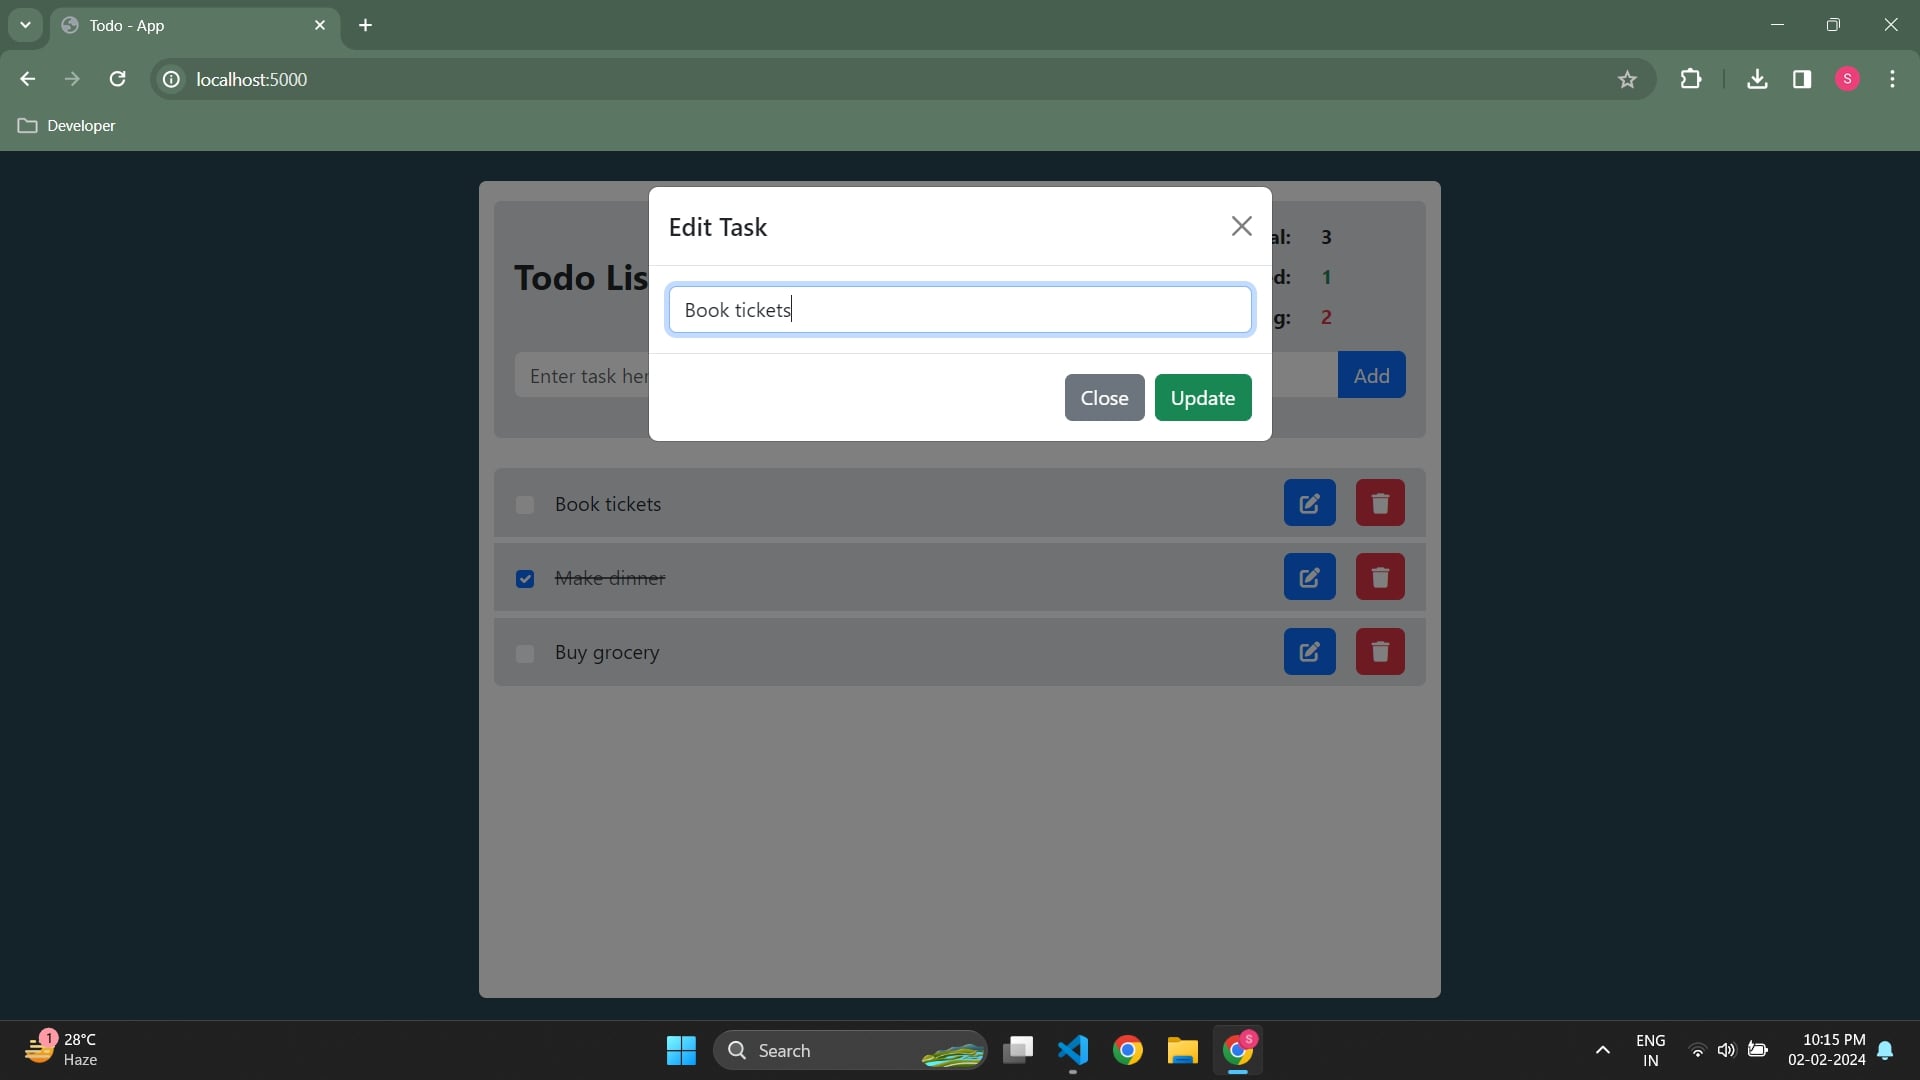 Todo - App
localhost:5000
S
Developer
Edit Task
al: 3
Todo Lis
d: 1
Book tickets
g: 2
Enter task her
Add
Close
Update
Book tickets
Make dinner
Buy grocery
1
28°C
Haze
Search
S
ENG
IN
10:15 PM
02-02-2024